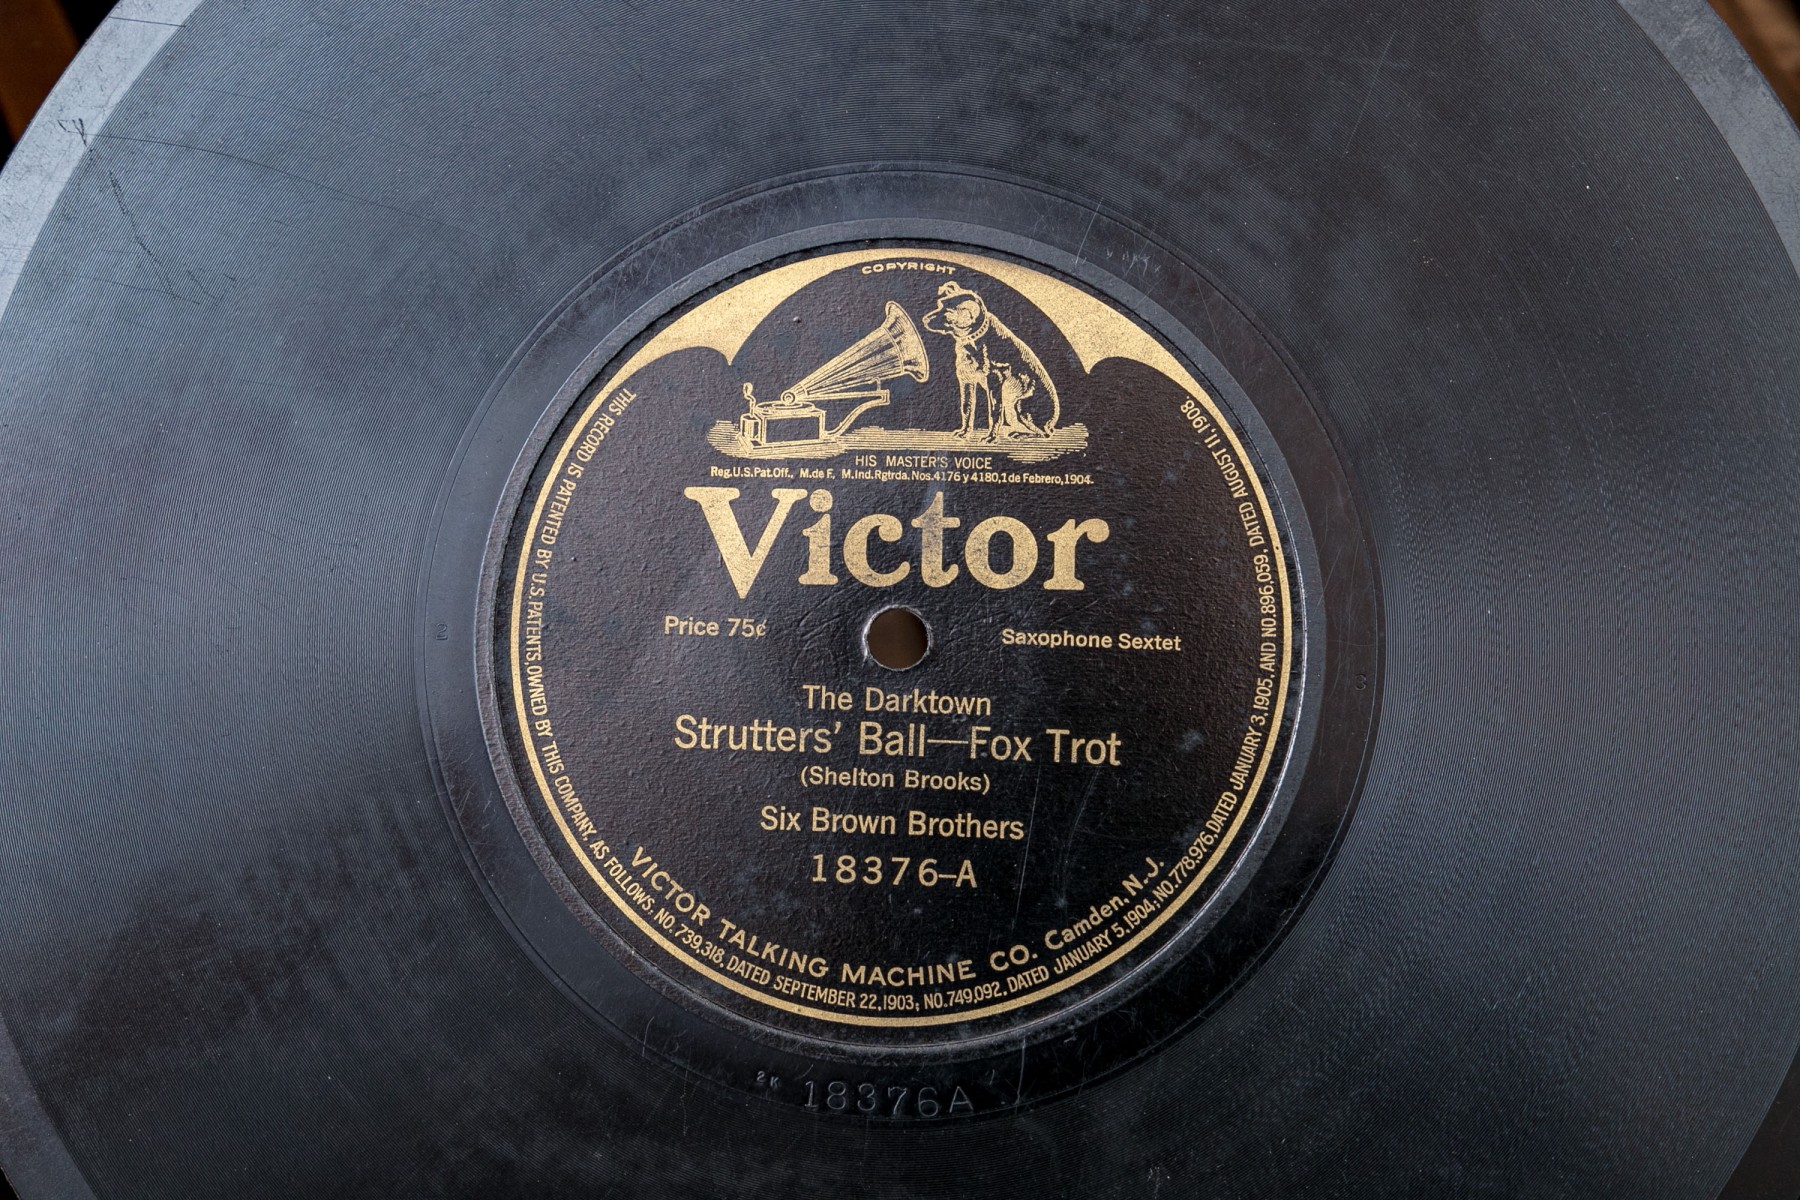 COPYRIGHT
HIS MASTER'S VOICE
Reg.U.S.Pat.Off., M.de F. M.Ind.Rgtrda.Nos.4176 y 4180,1 de Febrero,1904.
Victor
Price 75¢
Saxophone Sextet
The Darktown
Strutters' Ball—Fox Trot
(Shelton Brooks)
Six Brown Brothers
18376–A
VICTOR TALKING MACHINE CO. Camden, N.J.
THIS RECORD IS PATENTED BY U.S. PATENTS, OWNED BY THIS COMPANY, AS FOLLOWS: NO. 739,318, DATED SEPTEMBER 22, 1903; NO. 749,092, DATED JANUARY 5, 1904; NO. 778,976, DATED JANUARY 3, 1905, AND NO. 896,059, DATED AUGUST 11, 1908.
2
2K 18376A